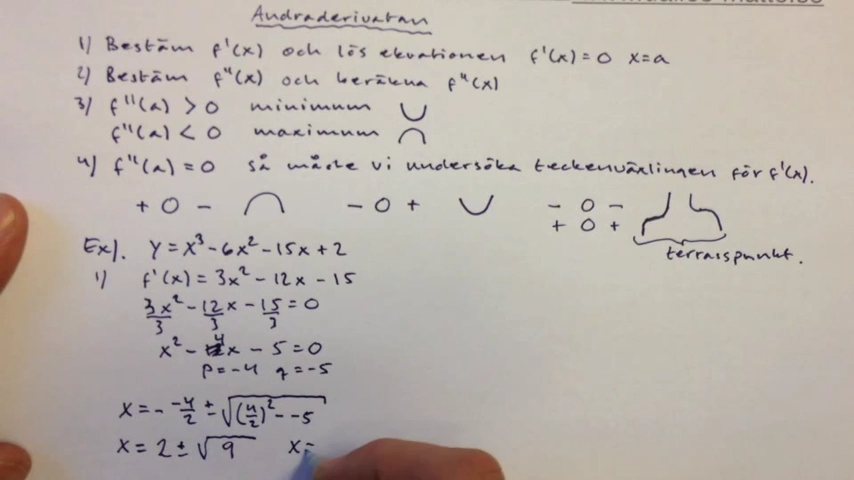 Andraderivatan
1) Bestäm f'(x) och lös ekvationen f'(x)=0 x=a
2) Bestäm f"(x) och beräkna f"(x)
3) f"(a) > 0 minimum
f"(a) < 0 maximum
4) f"(a) = 0 så måste vi undersöka teckenväxlingen för f'(x).
+ 0 - - 0 + - 0 -
+ 0 +
terrasspunkt.
Ex). y = x³ - 6x² - 15x + 2
1) f'(x) = 3x² - 12x - 15
3x²/3 - 12x/3 - 15/3 = 0
x² - 4x - 5 = 0
p = -4 q = -5
x = - -4/2 ± √((4/2)² - -5
x = 2 ± √9 x=